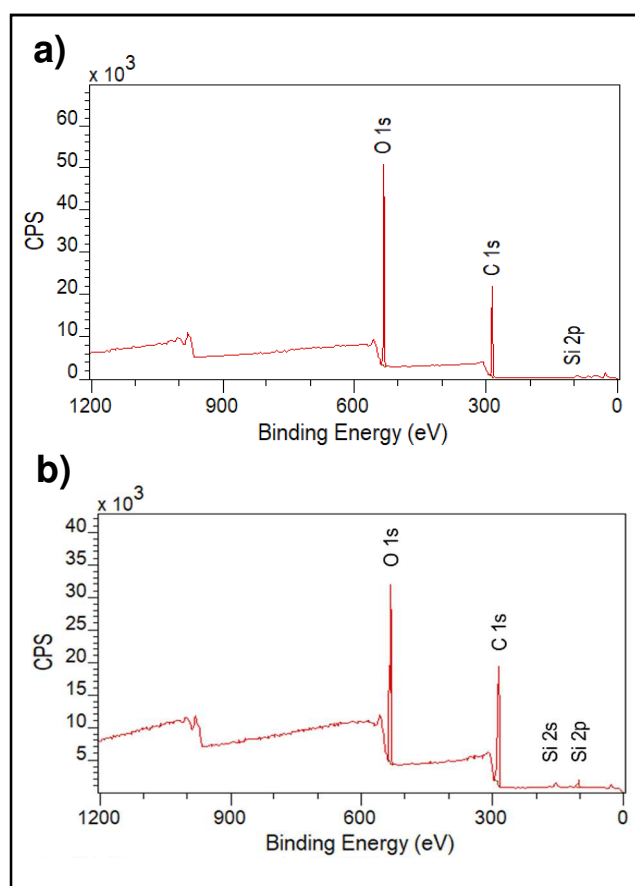 a)
x 10³
60
50
40
30
20
10
0
CPS
O 1s
C 1s
Si 2p
1200 900 600 300 0
Binding Energy (eV)
b)
x 10³
40
35
30
25
20
15
10
5
CPS
O 1s
C 1s
Si 2s
Si 2p
1200 900 600 300 0
Binding Energy (eV)